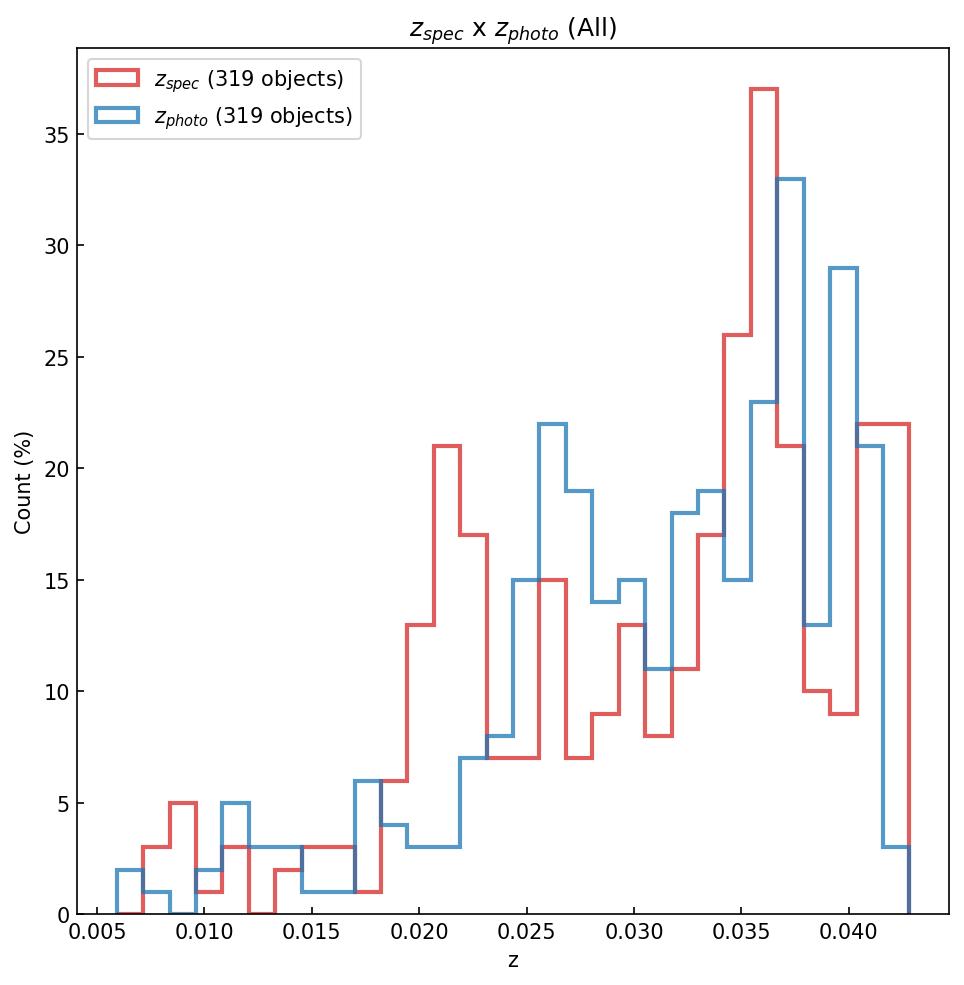 z_spec x z_photo (All)
z_spec (319 objects)
z_photo (319 objects)
Count (%)
35
30
25
20
15
10
5
0
0.005 0.010 0.015 0.020 0.025 0.030 0.035 0.040
z